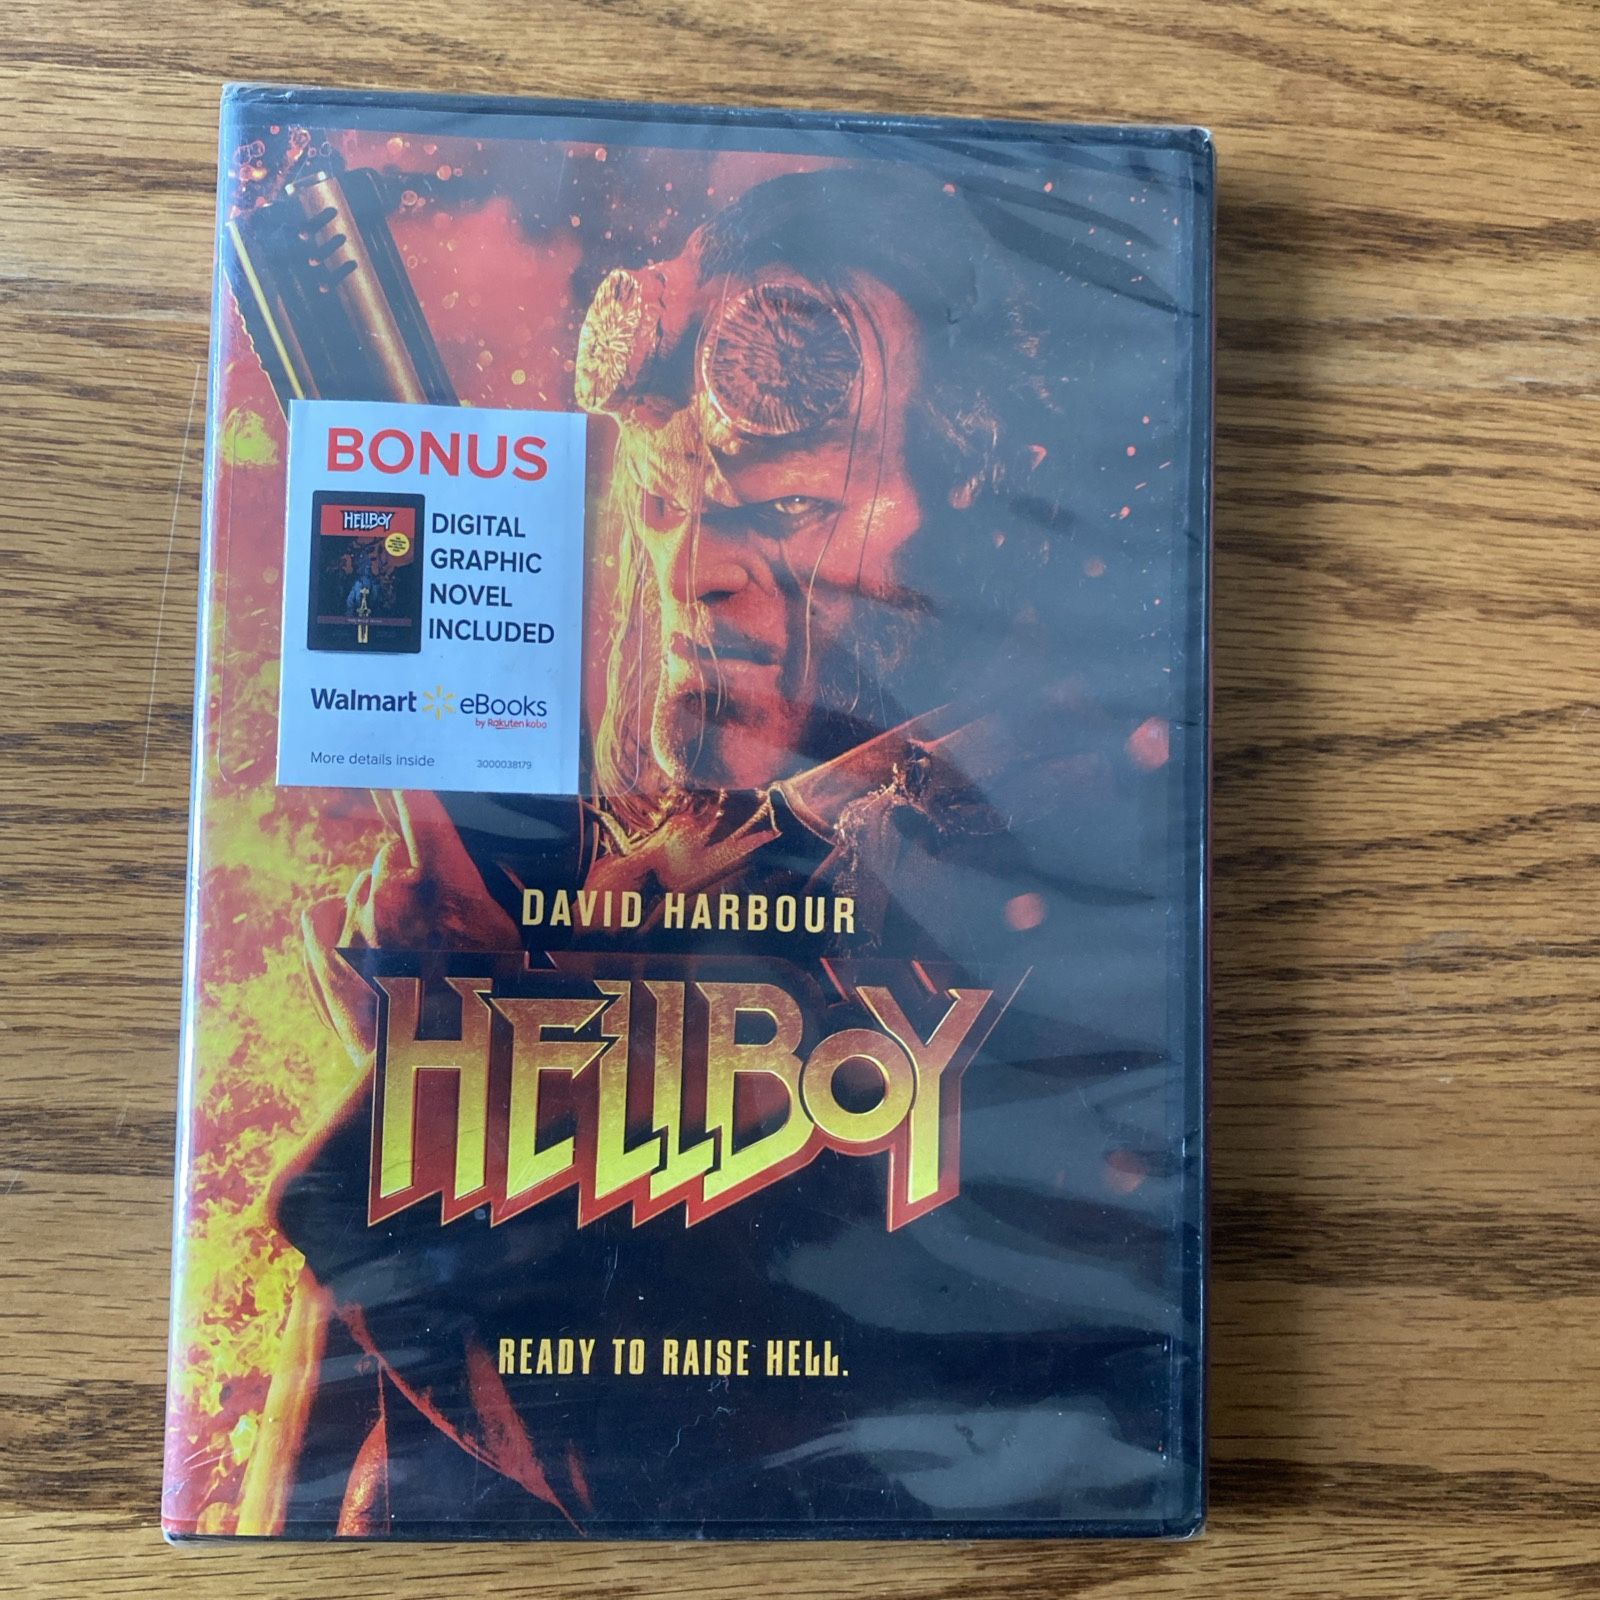 BONUS
HELLBOY
DIGITAL
GRAPHIC
NOVEL
INCLUDED
Walmart eBooks
by Rakuten kobo
More details inside 3000038179
DAVID HARBOUR
HELLBOY
READY TO RAISE HELL.